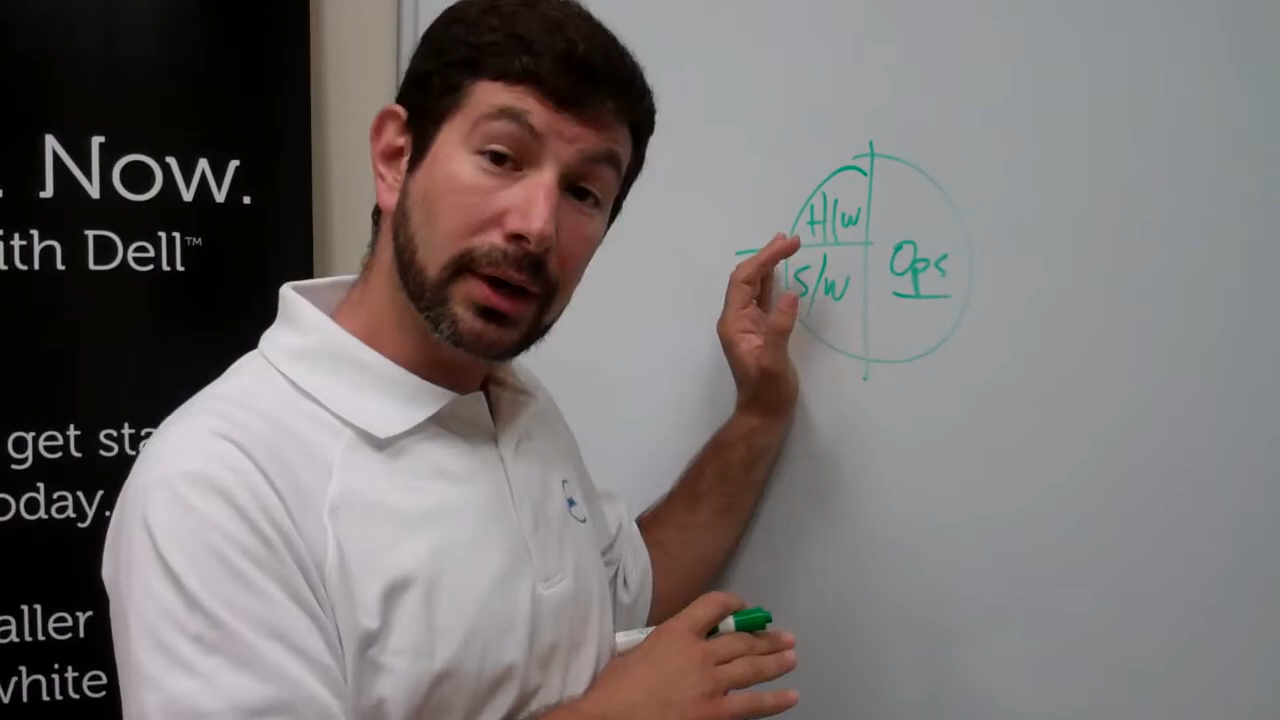 . Now.
ith Dell™
get sta
oday.
aller
white
H/w
S/w
Ops